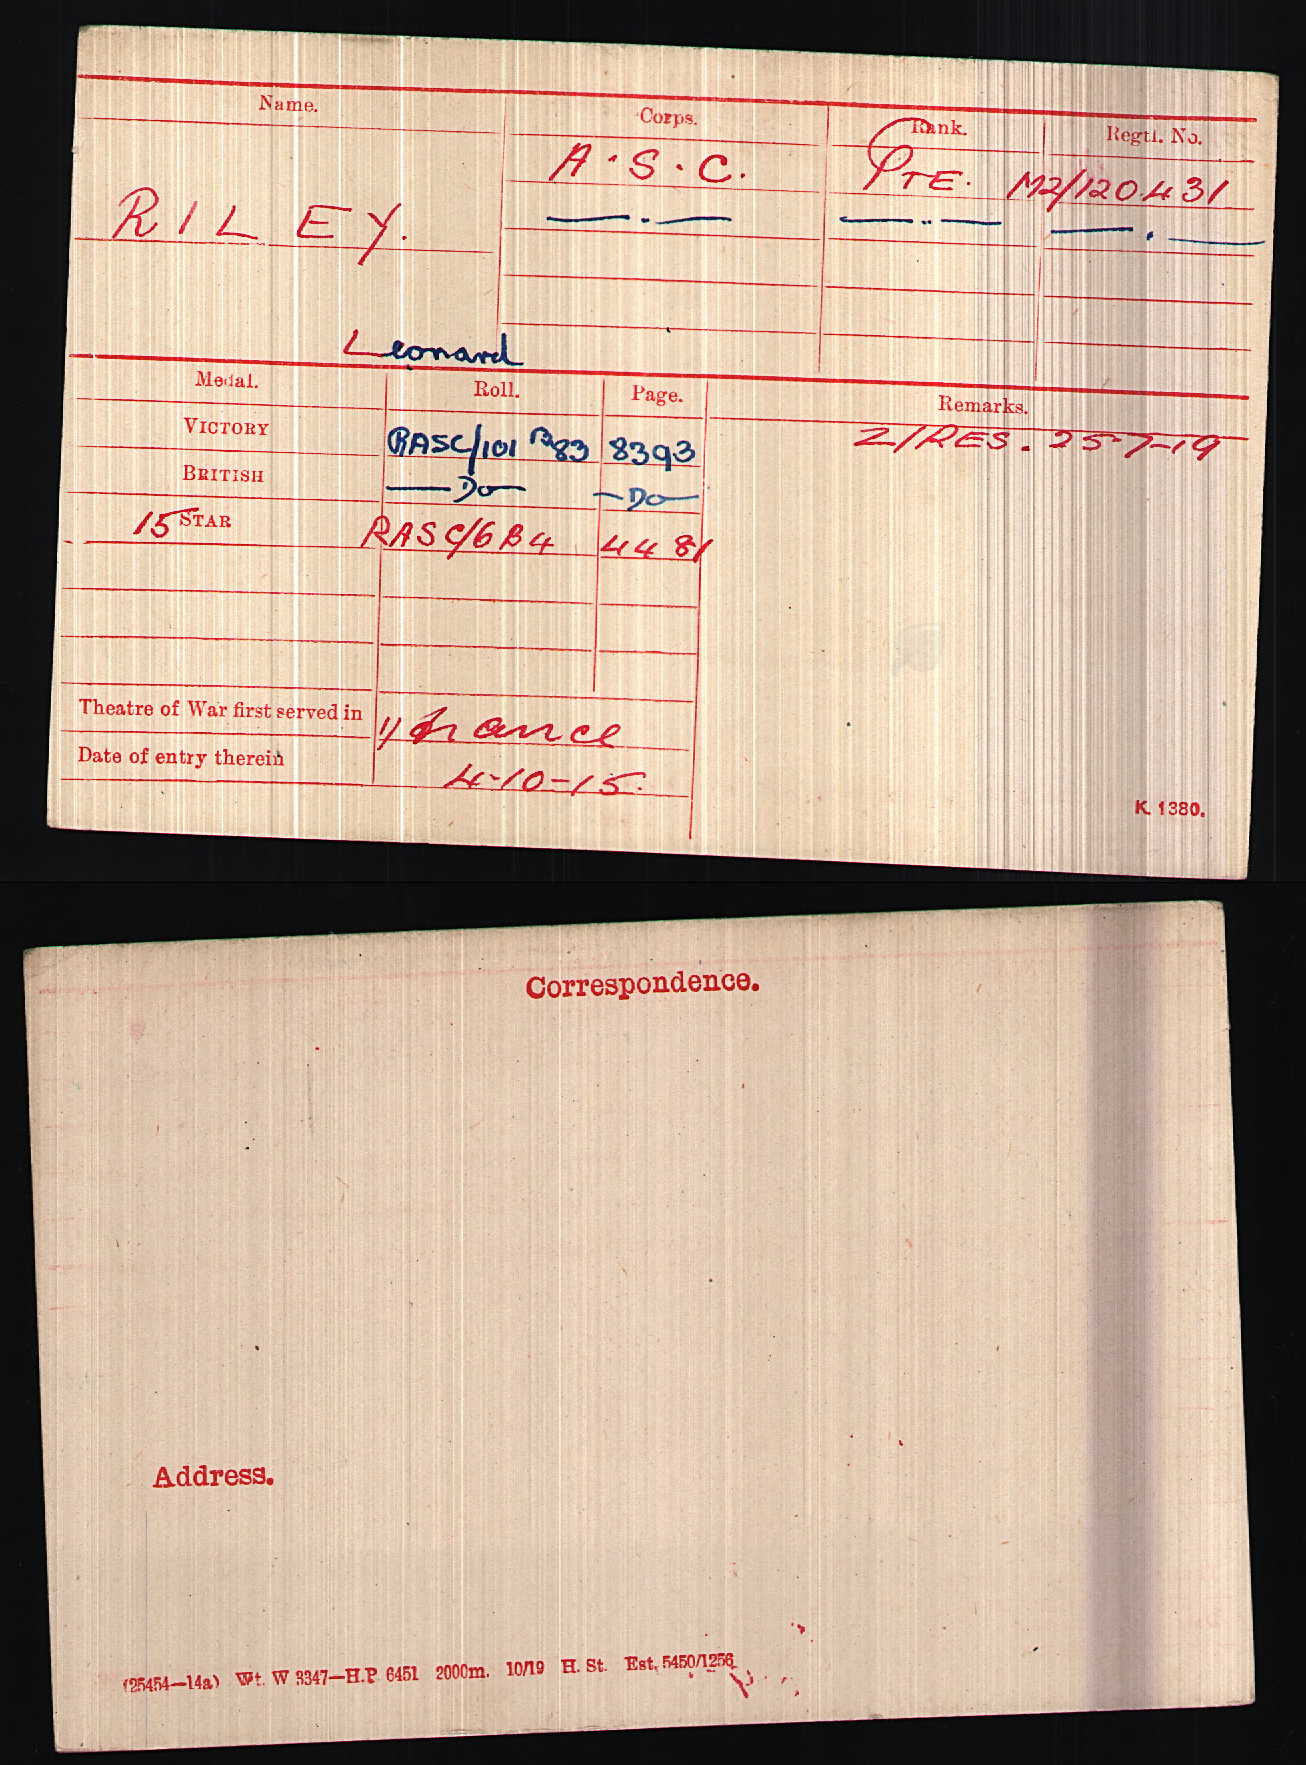 Name. Corps. Rank. Regtl. No.
A.S.C. PTE. M2/120431
RILEY. —.— —..— —.—
Leonard
Medal. Roll. Page. Remarks.
VICTORY RASC/101 B83 8393 Z/RES. 25-7-19
BRITISH —Do— —Do—
15 STAR RASC/6B4 4481
Theatre of War first served in 1) France
Date of entry therein 4-10-15.
K. 1380.
Correspondence.
Address.
(25454—14a) Wt. W 3347—H.P. 6451 2000m. 10/19 H. St. Est. 5450/1256